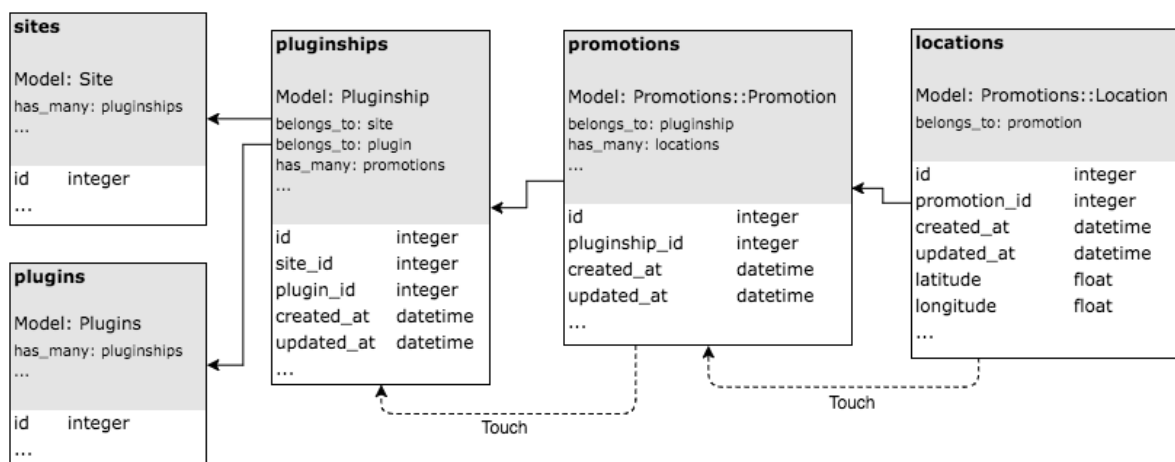 sites
Model: Site
has_many: pluginships
...
id integer
...
plugins
Model: Plugins
has_many: pluginships
...
id integer
...
pluginships
Model: Pluginship
belongs_to: site
belongs_to: plugin
has_many: promotions
...
id integer
site_id integer
plugin_id integer
created_at datetime
updated_at datetime
...
promotions
Model: Promotions::Promotion
belongs_to: pluginship
has_many: locations
...
id integer
pluginship_id integer
created_at datetime
updated_at datetime
...
locations
Model: Promotions::Location
belongs_to: promotion
id integer
promotion_id integer
created_at datetime
updated_at datetime
latitude float
longitude float
...
Touch
Touch